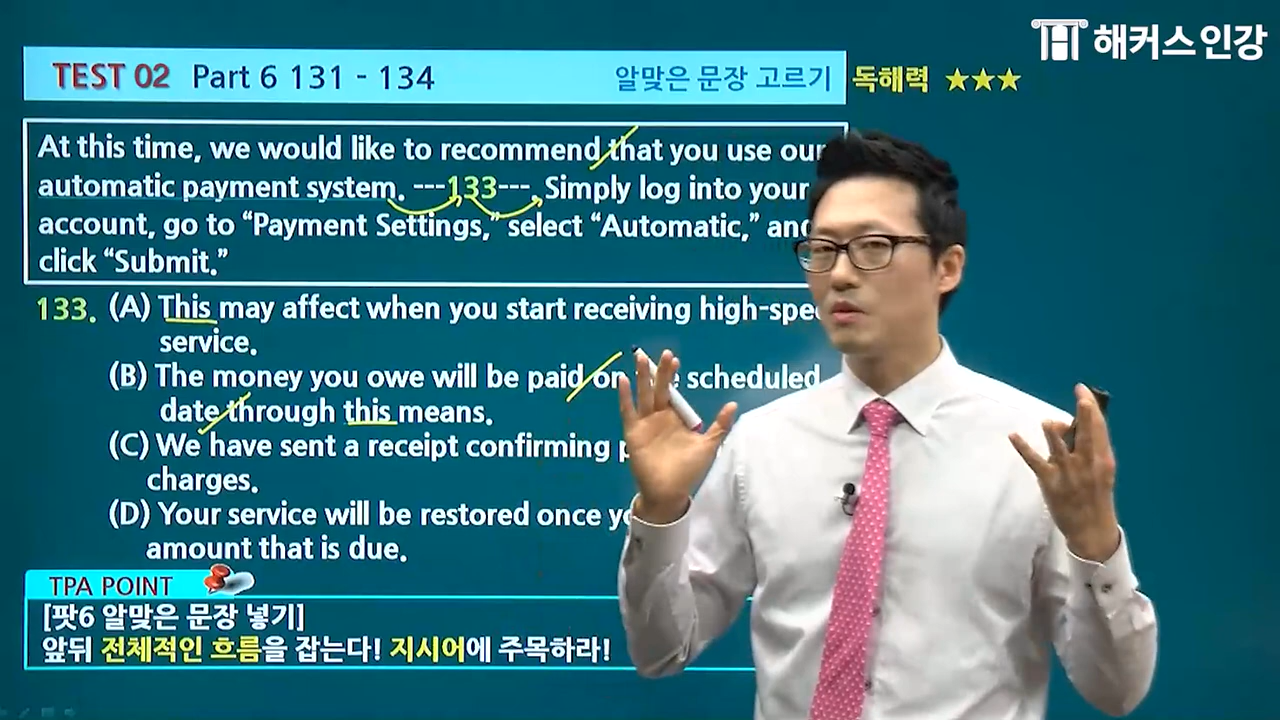 해커스인강
TEST 02 Part 6 131 - 134 알맞은 문장 고르기 독해력 ★★★
At this time, we would like to recommend that you use our
automatic payment system. ---133---. Simply log into your
account, go to “Payment Settings,” select “Automatic,” and
click “Submit.”
133. (A) This may affect when you start receiving
service.
(B) The money you owe will be paid on scheduled
date through this means.
(C) We have sent a receipt confirming
charges.
(D) Your service will be restored once
amount that is due.
TPA POINT
[팟6 알맞은 문장 넣기]
앞뒤 전체적인 흐름을 잡는다! 지시어에 주목하라!